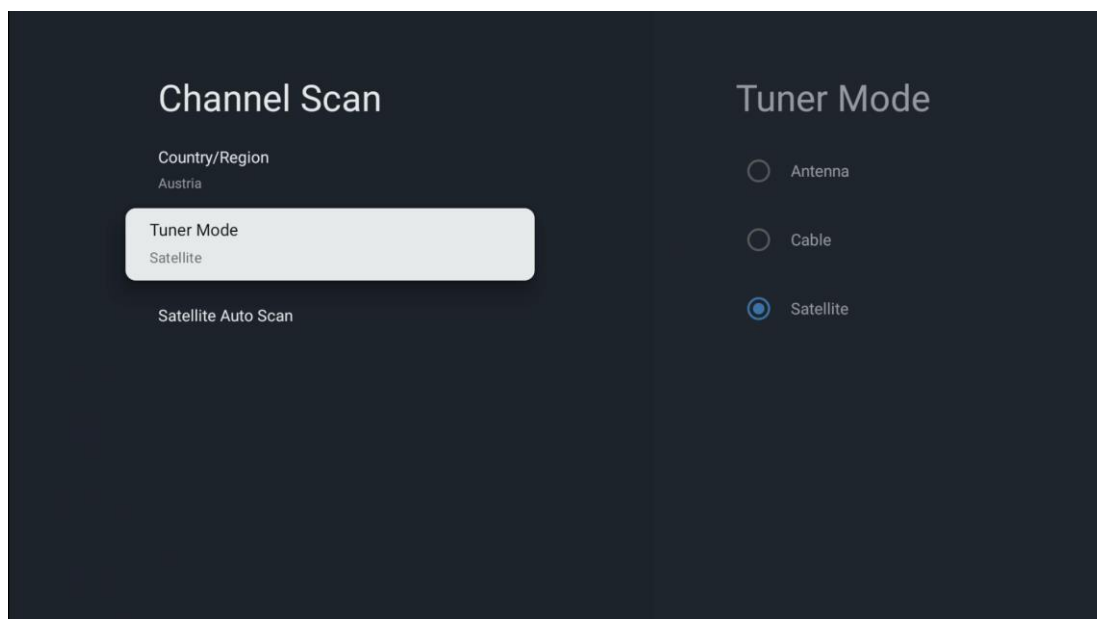 Channel Scan
Country/Region
Austria
Tuner Mode
Satellite
Satellite Auto Scan
Tuner Mode
Antenna
Cable
Satellite